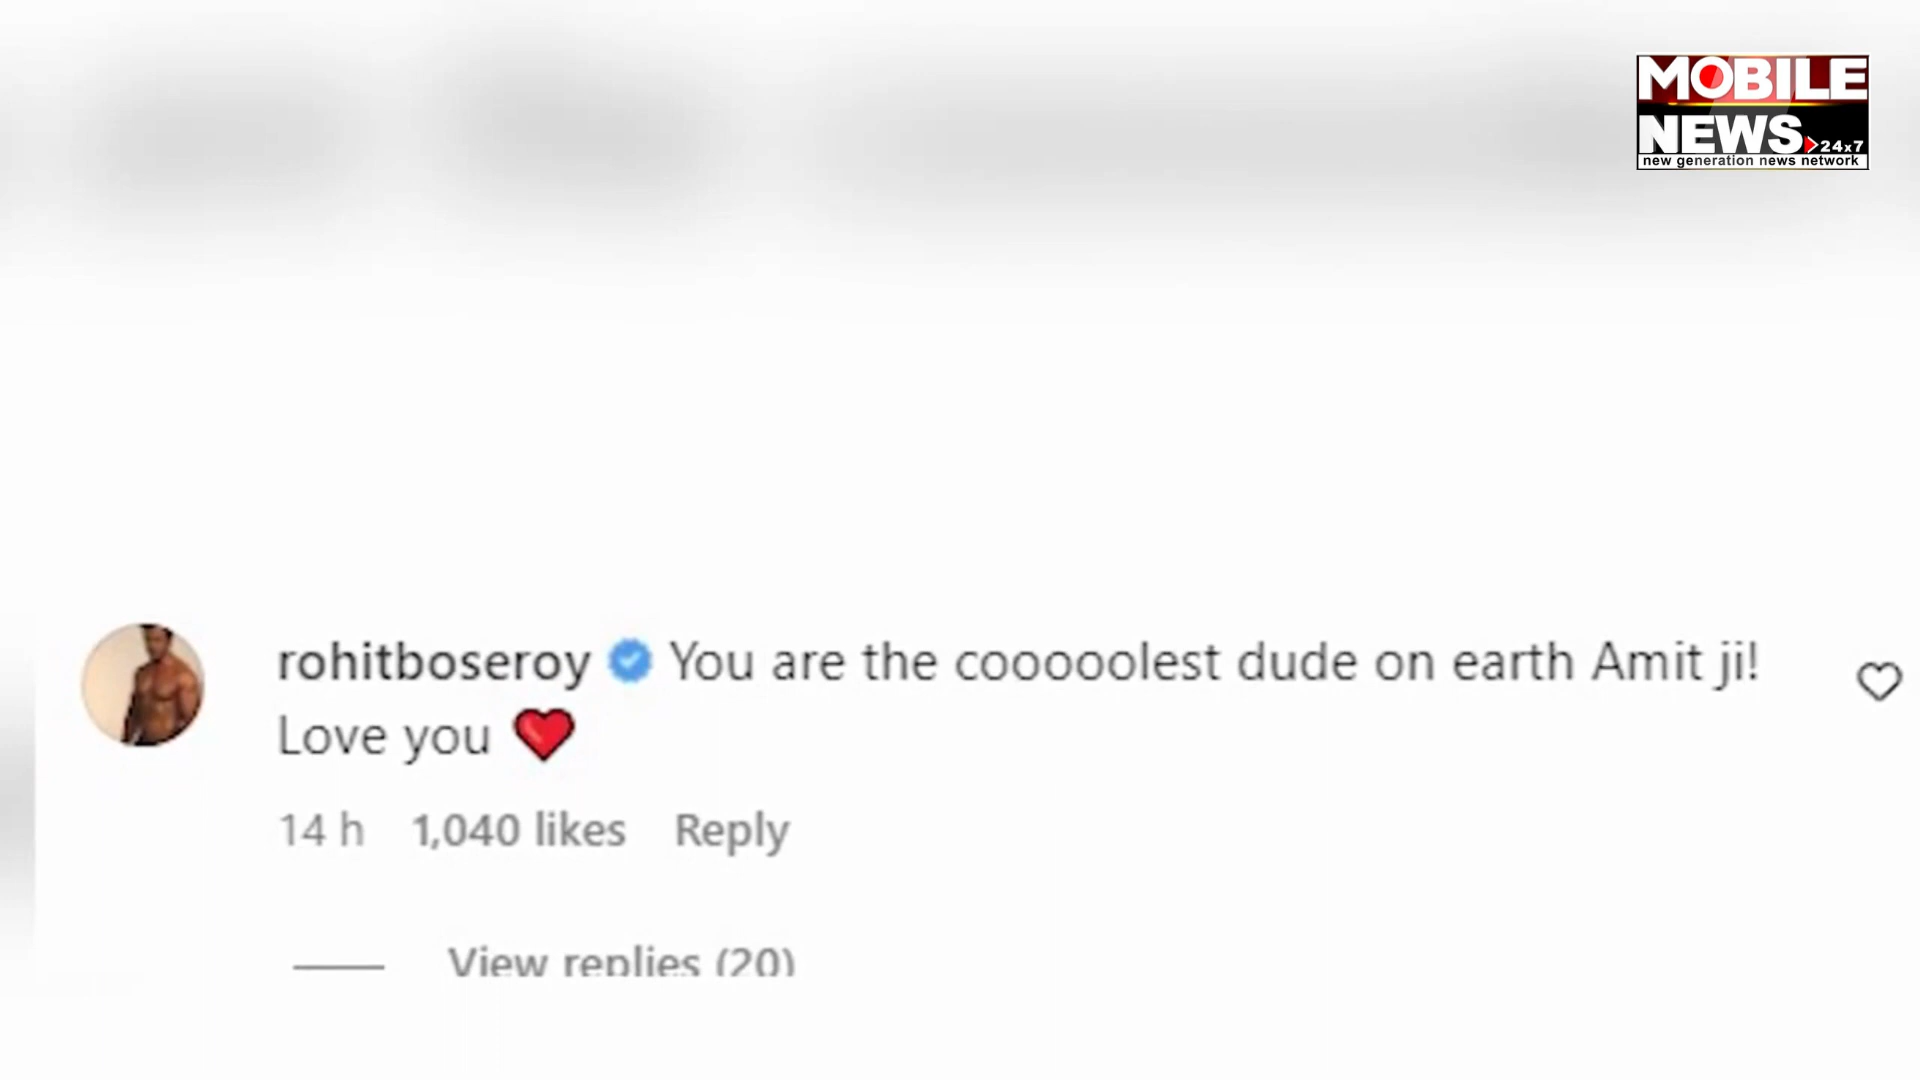 MOBILE
NEWS 24x7
new generation news network
rohitboseroy You are the cooooolest dude on earth Amit ji!
Love you ❤️
14 h 1,040 likes Reply
View replies (20)